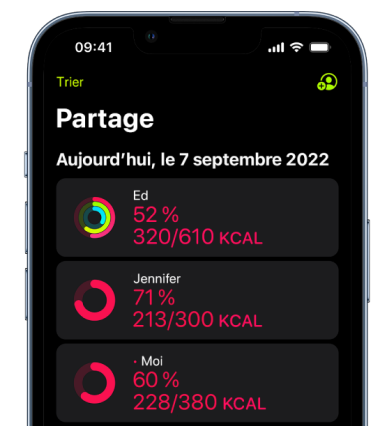 09:41
Trier
Partage
Aujourd'hui, le 7 septembre 2022
Ed
52 %
320/610 KCAL
Jennifer
71 %
213/300 KCAL
• Moi
60 %
228/380 KCAL